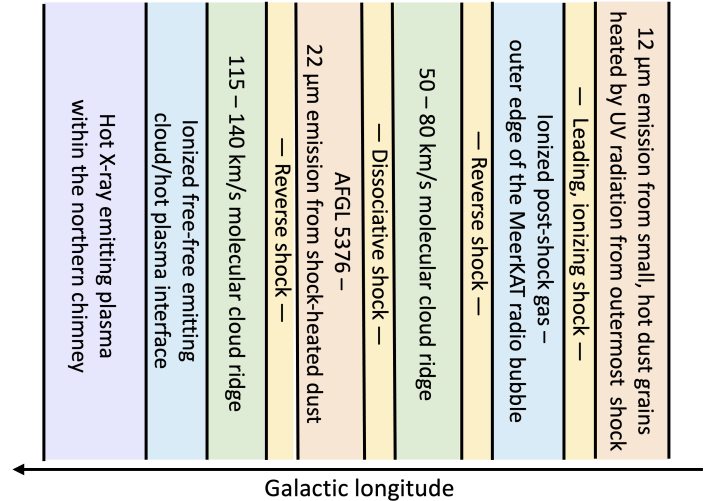 Hot X-ray emitting plasma
within the northern chimney
Ionized free-free emitting
cloud/hot plasma interface
115 – 140 km/s molecular cloud ridge
— Reverse shock —
AFGL 5376 –
22 µm emission from shock-heated dust
— Dissociative shock —
50 – 80 km/s molecular cloud ridge
— Reverse shock —
Ionized post-shock gas –
outer edge of the MeerKAT radio bubble
— Leading, ionizing shock —
12 µm emission from small, hot dust grains
heated by UV radiation from outermost shock
Galactic longitude